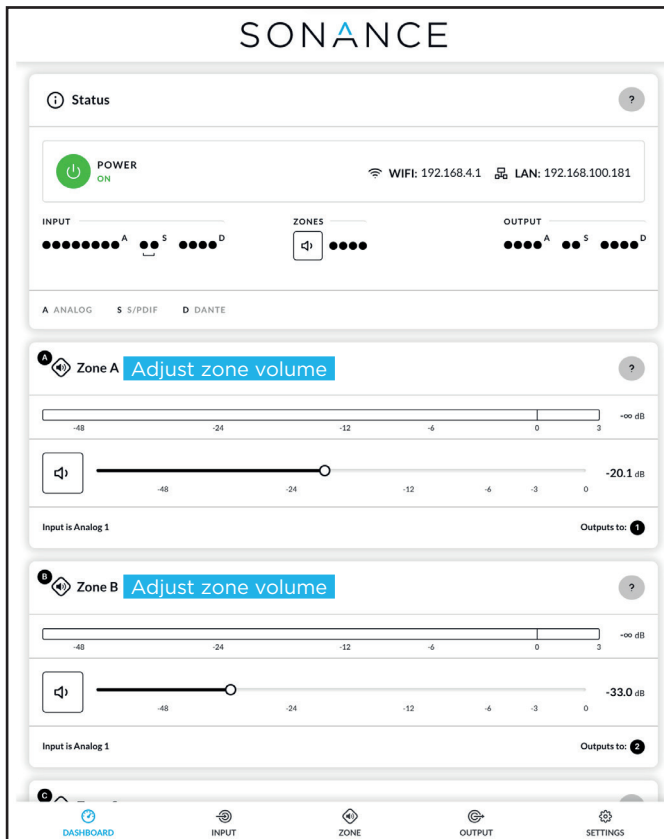 SONANCE
Status
?
POWER
ON
WIFI: 192.168.4.1 LAN: 192.168.100.181
INPUT ZONES OUTPUT
A S D A S D
A ANALOG S S/PDIF D DANTE
A Zone A Adjust zone volume ?
-∞ dB
-48 -24 -12 -6 0 3
-20.1 dB
-48 -24 -12 -6 -3 0
Input is Analog 1 Outputs to: 1
B Zone B Adjust zone volume ?
-∞ dB
-48 -24 -12 -6 0 3
-33.0 dB
-48 -24 -12 -6 -3 0
Input is Analog 1 Outputs to: 2
C
DASHBOARD INPUT ZONE OUTPUT SETTINGS